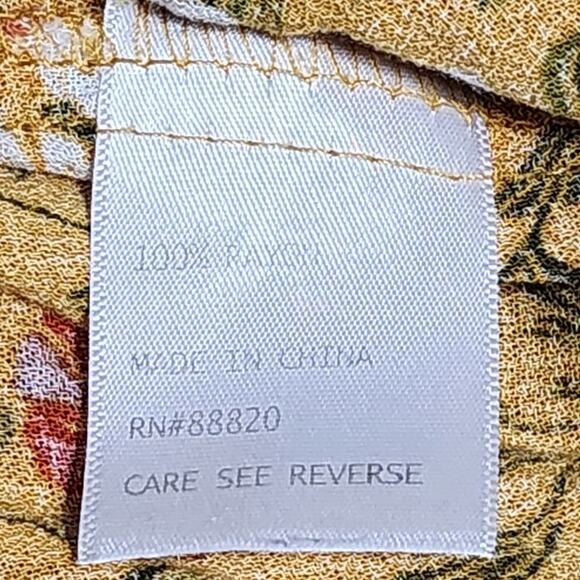 100% RAYON
MADE IN CHINA
RN#88820
CARE SEE REVERSE